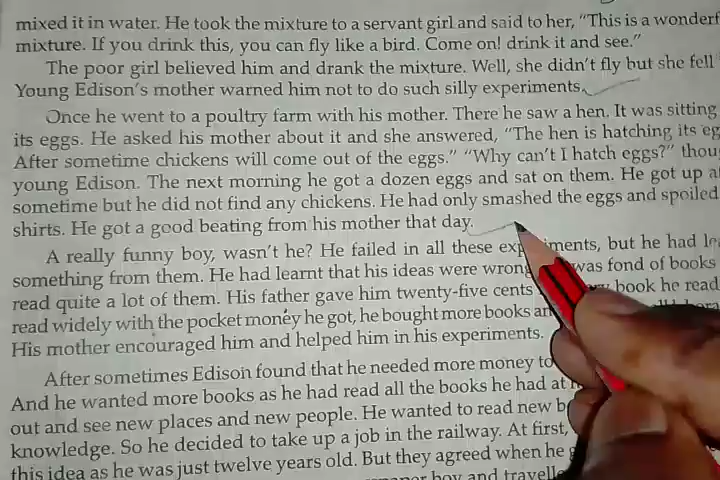 mixed it in water. He took the mixture to a servant girl and said to her, “This is a
mixture. If you drink this, you can fly like a bird. Come on! drink it and see.”
The poor girl believed him and drank the mixture. Well, she didn't fly but she fell
Young Edison's mother warned him not to do such silly experiments.
Once he went to a poultry farm with his mother. There he saw a hen. It was sitting
its eggs. He asked his mother about it and she answered, “The hen is hatching its
After sometime chickens will come out of the eggs.” “Why can't I hatch eggs?”
young Edison. The next morning he got a dozen eggs and sat on them. He got up
sometime but he did not find any chickens. He had only smashed the eggs and spoiled
shirts. He got a good beating from his mother that day.
A really funny boy, wasn't he? He failed in all these experiments, but he had
something from them. He had learnt that his ideas were wrong was fond of books
read quite a lot of them. His father gave him twenty-five cents book he read
read widely with the pocket money he got, he bought more books
His mother encouraged him and helped him in his experiments.
After sometimes Edison found that he needed more money to
And he wanted more books as he had read all the books he had at
out and see new places and new people. He wanted to read new
knowledge. So he decided to take up a job in the railway. At first,
this idea as he was just twelve years old. But they agreed when he
boy and